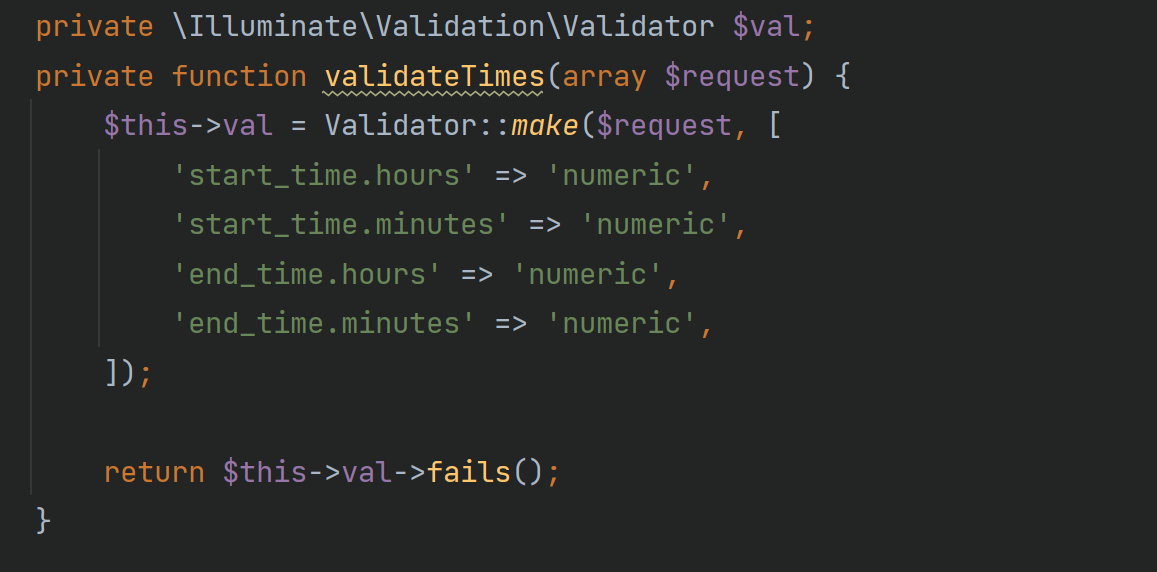 private \Illuminate\Validation\Validator $val;
private function validateTimes(array $request) {
    $this->val = Validator::make($request, [
        'start_time.hours' => 'numeric',
        'start_time.minutes' => 'numeric',
        'end_time.hours' => 'numeric',
        'end_time.minutes' => 'numeric',
    ]);

    return $this->val->fails();
}